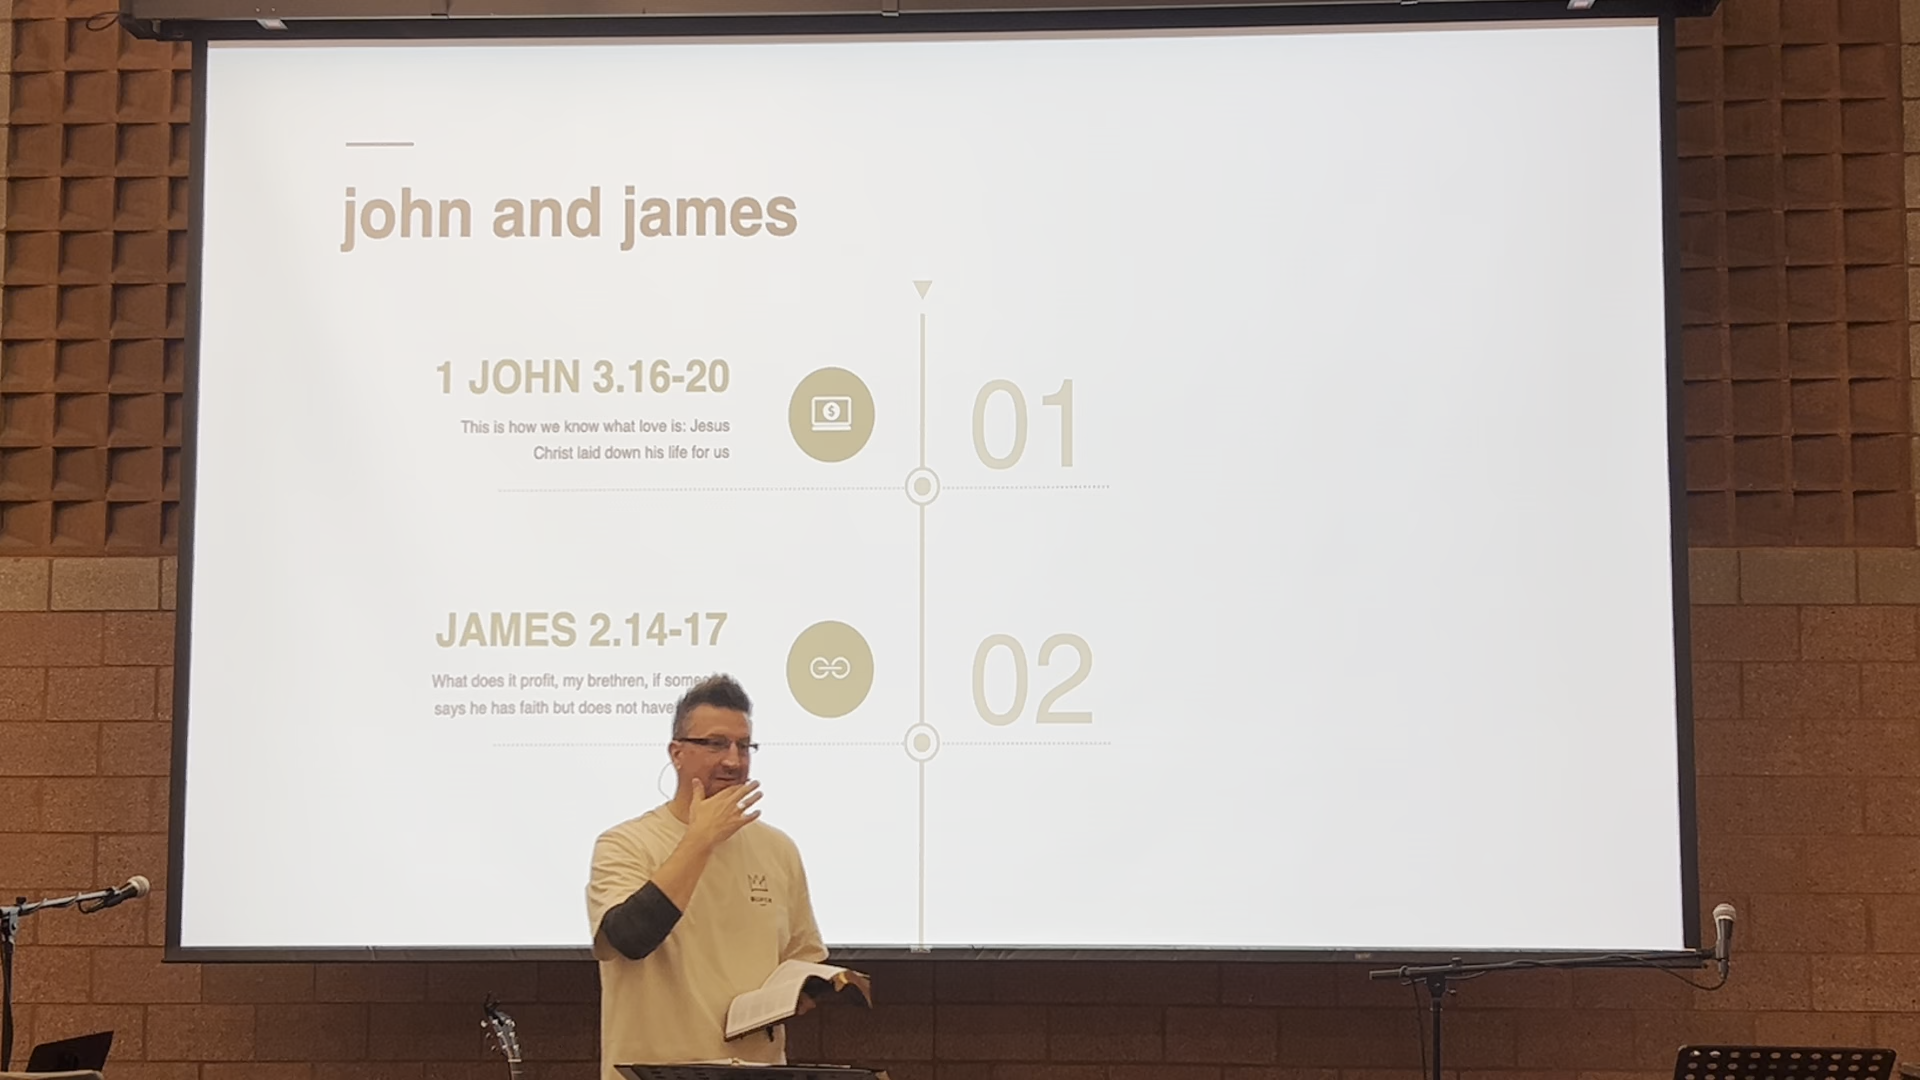 john and james
1 JOHN 3.16-20
This is how we know what love is: Jesus
Christ laid down his life for us
01
JAMES 2.14-17
What does it profit, my brethren, if
says he has faith but does not have
02